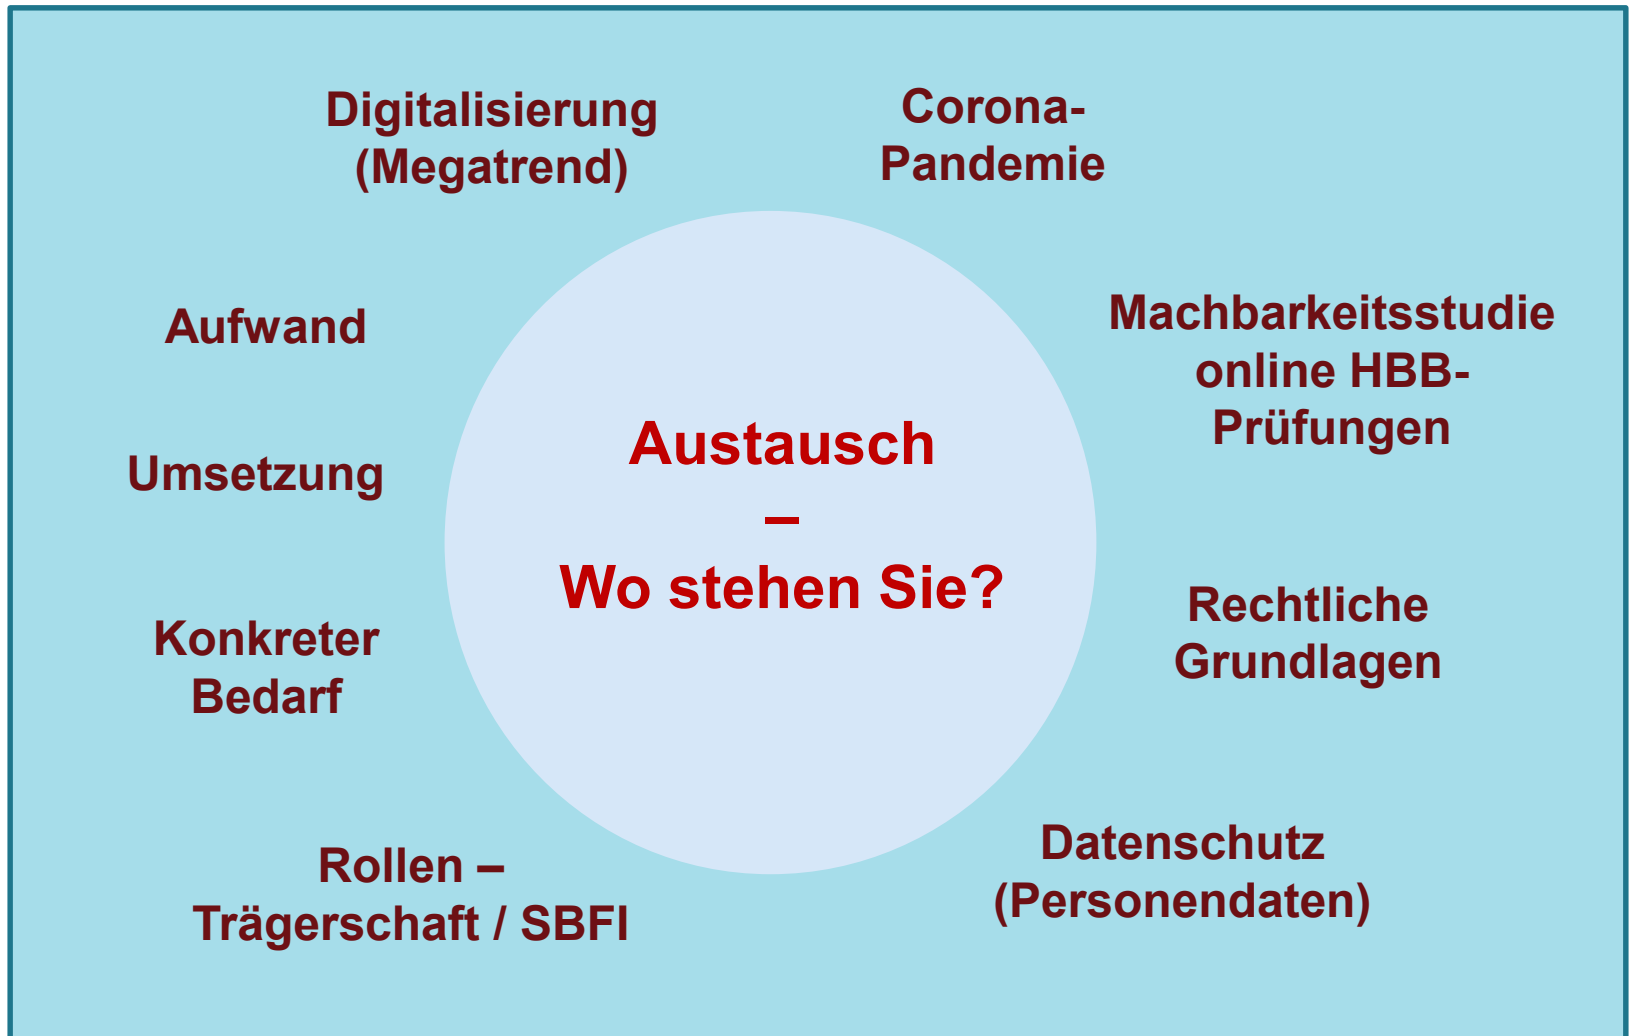 Digitalisierung
(Megatrend)
Corona-
Pandemie
Aufwand
Machbarkeitsstudie
online HBB-
Prüfungen
Umsetzung
Austausch
–
Wo stehen Sie?
Konkreter
Bedarf
Rechtliche
Grundlagen
Rollen –
Trägerschaft / SBFI
Datenschutz
(Personendaten)